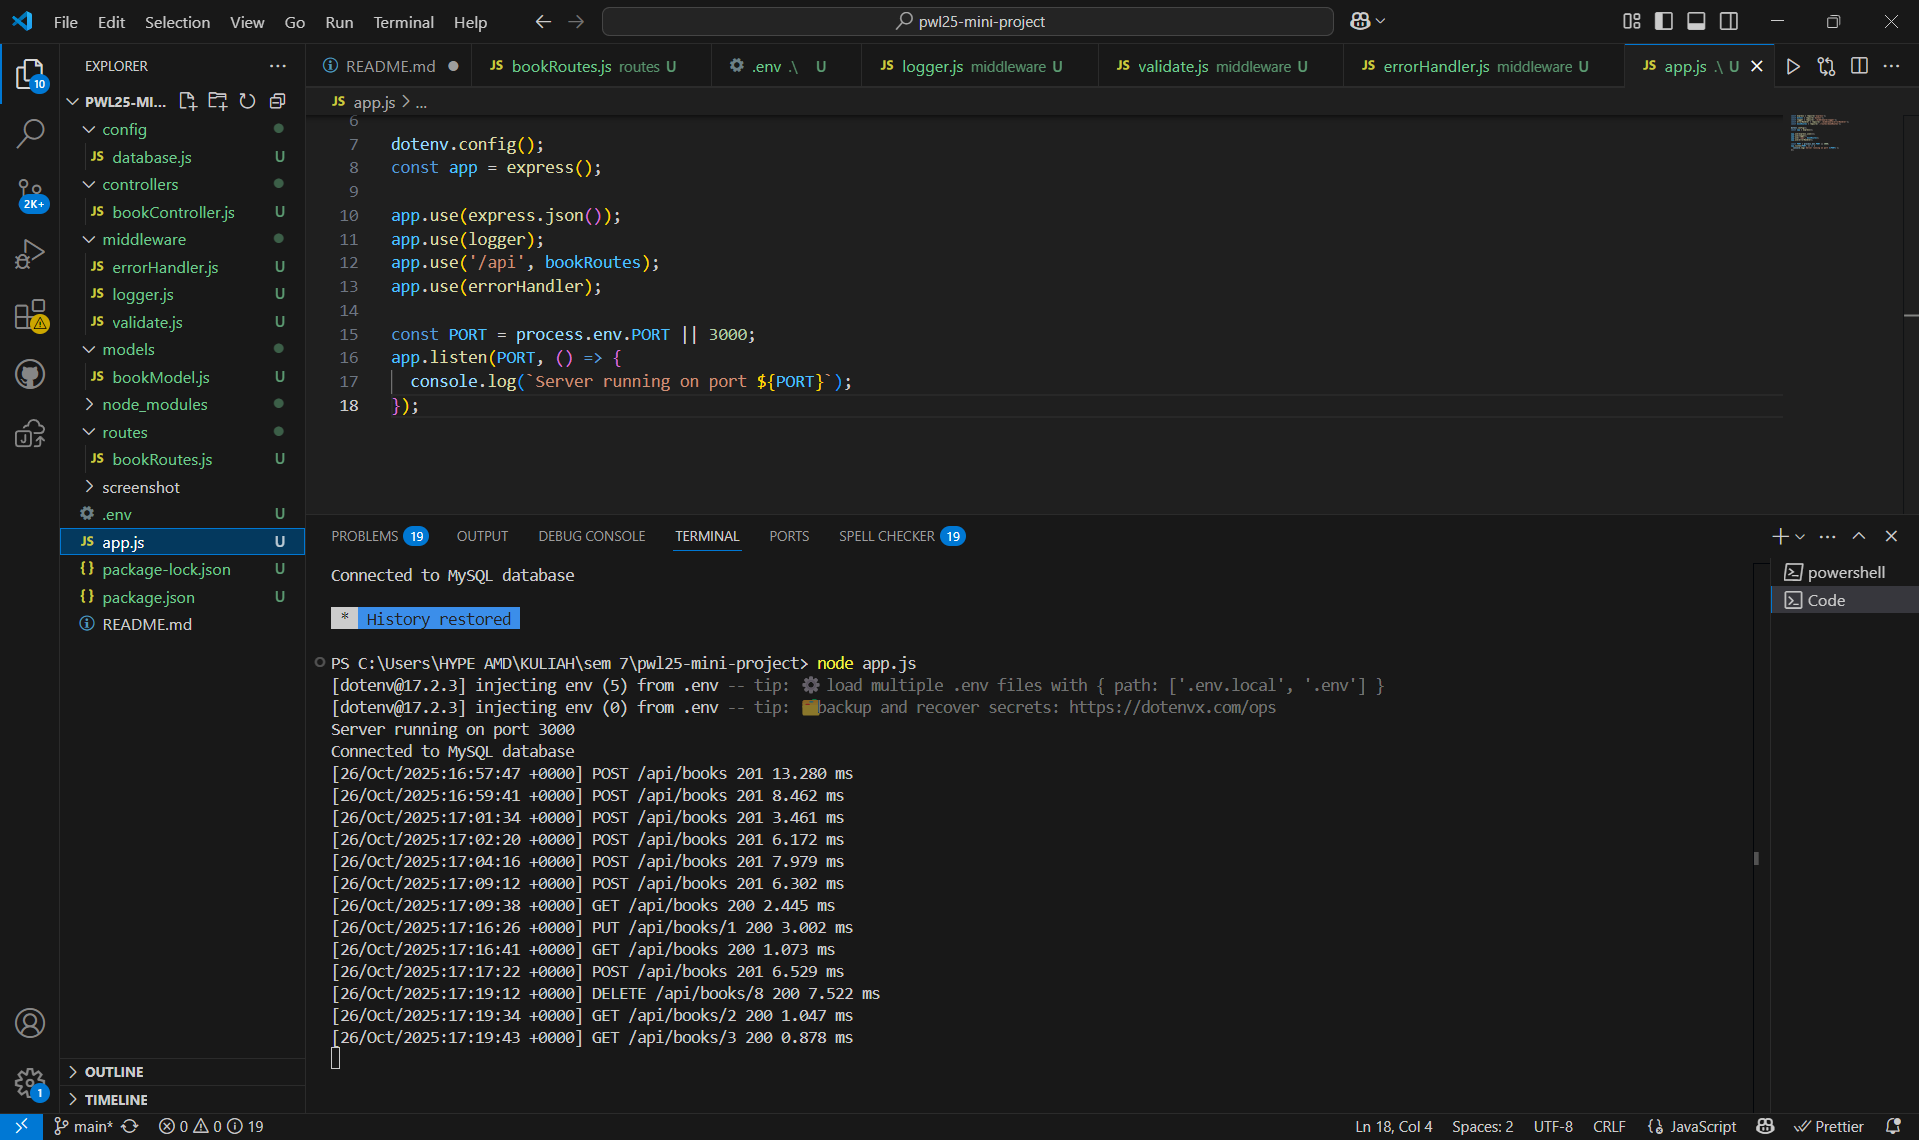 File Edit Selection View Go Run Terminal Help
pwl25-mini-project
EXPLORER
README.md
JS bookRoutes.js routes U
.env .\ U
JS logger.js middleware U
JS validate.js middleware U
JS errorHandler.js middleware U
JS app.js .\ U
10
2K+
1
PWL25-MI...
config
JS database.js U
controllers
JS bookController.js U
middleware
JS errorHandler.js U
JS logger.js U
JS validate.js U
models
JS bookModel.js U
node_modules
routes
JS bookRoutes.js U
screenshot
.env U
JS app.js U
{} package-lock.json U
{} package.json U
README.md
OUTLINE
TIMELINE
JS app.js > ...
6
7 dotenv.config();
8 const app = express();
9
10 app.use(express.json());
11 app.use(logger);
12 app.use('/api', bookRoutes);
13 app.use(errorHandler);
14
15 const PORT = process.env.PORT || 3000;
16 app.listen(PORT, () => {
17 console.log(`Server running on port ${PORT}`);
18 });
PROBLEMS 19 OUTPUT DEBUG CONSOLE TERMINAL PORTS SPELL CHECKER 19
Connected to MySQL database
* History restored
PS C:\Users\HYPE AMD\KULIAH\sem 7\pwl25-mini-project> node app.js
[dotenv@17.2.3] injecting env (5) from .env -- tip: ⚙️ load multiple .env files with { path: ['.env.local', '.env'] }
[dotenv@17.2.3] injecting env (0) from .env -- tip: 🗂️ backup and recover secrets: https://dotenvx.com/ops
Server running on port 3000
Connected to MySQL database
[26/Oct/2025:16:57:47 +0000] POST /api/books 201 13.280 ms
[26/Oct/2025:16:59:41 +0000] POST /api/books 201 8.462 ms
[26/Oct/2025:17:01:34 +0000] POST /api/books 201 3.461 ms
[26/Oct/2025:17:02:20 +0000] POST /api/books 201 6.172 ms
[26/Oct/2025:17:04:16 +0000] POST /api/books 201 7.979 ms
[26/Oct/2025:17:09:12 +0000] POST /api/books 201 6.302 ms
[26/Oct/2025:17:09:38 +0000] GET /api/books 200 2.445 ms
[26/Oct/2025:17:16:26 +0000] PUT /api/books/1 200 3.002 ms
[26/Oct/2025:17:16:41 +0000] GET /api/books 200 1.073 ms
[26/Oct/2025:17:17:22 +0000] POST /api/books 201 6.529 ms
[26/Oct/2025:17:19:12 +0000] DELETE /api/books/8 200 7.522 ms
[26/Oct/2025:17:19:34 +0000] GET /api/books/2 200 1.047 ms
[26/Oct/2025:17:19:43 +0000] GET /api/books/3 200 0.878 ms
powershell
Code
main* 0 0 19
Ln 18, Col 4 Spaces: 2 UTF-8 CRLF {} JavaScript Prettier